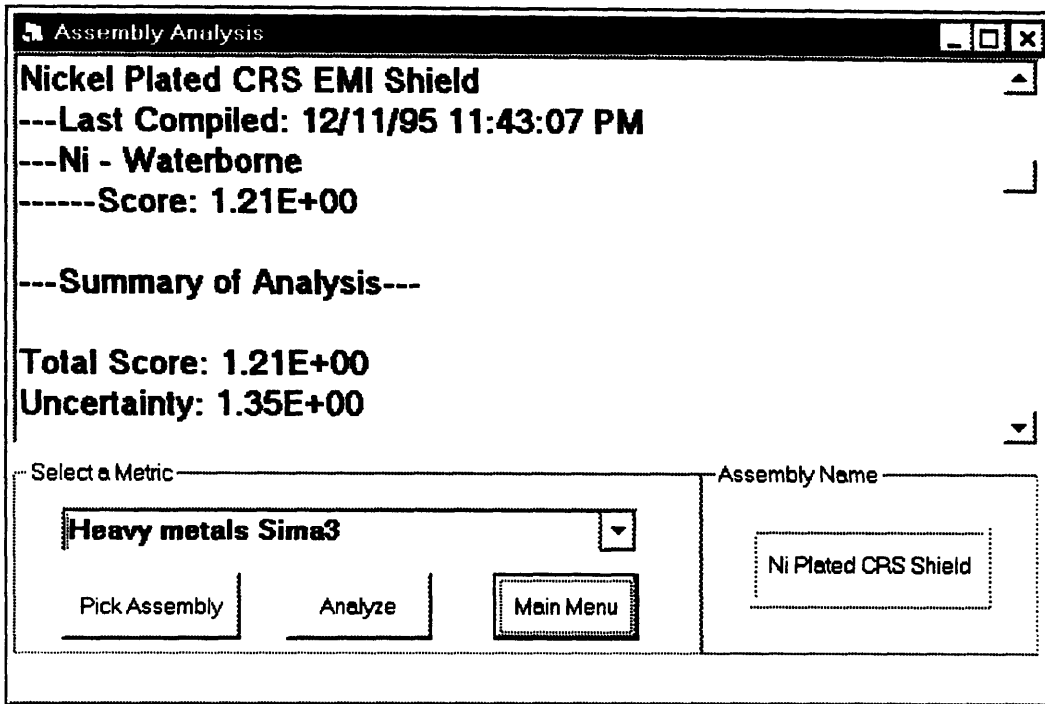 Assembly Analysis
Nickel Plated CRS EMI Shield
---Last Compiled: 12/11/95 11:43:07 PM
---Ni - Waterborne
------Score: 1.21E+00
---Summary of Analysis---
Total Score: 1.21E+00
Uncertainty: 1.35E+00
Select a Metric
Assembly Name
Heavy metals Sima3
Ni Plated CRS Shield
Pick Assembly
Analyze
Main Menu